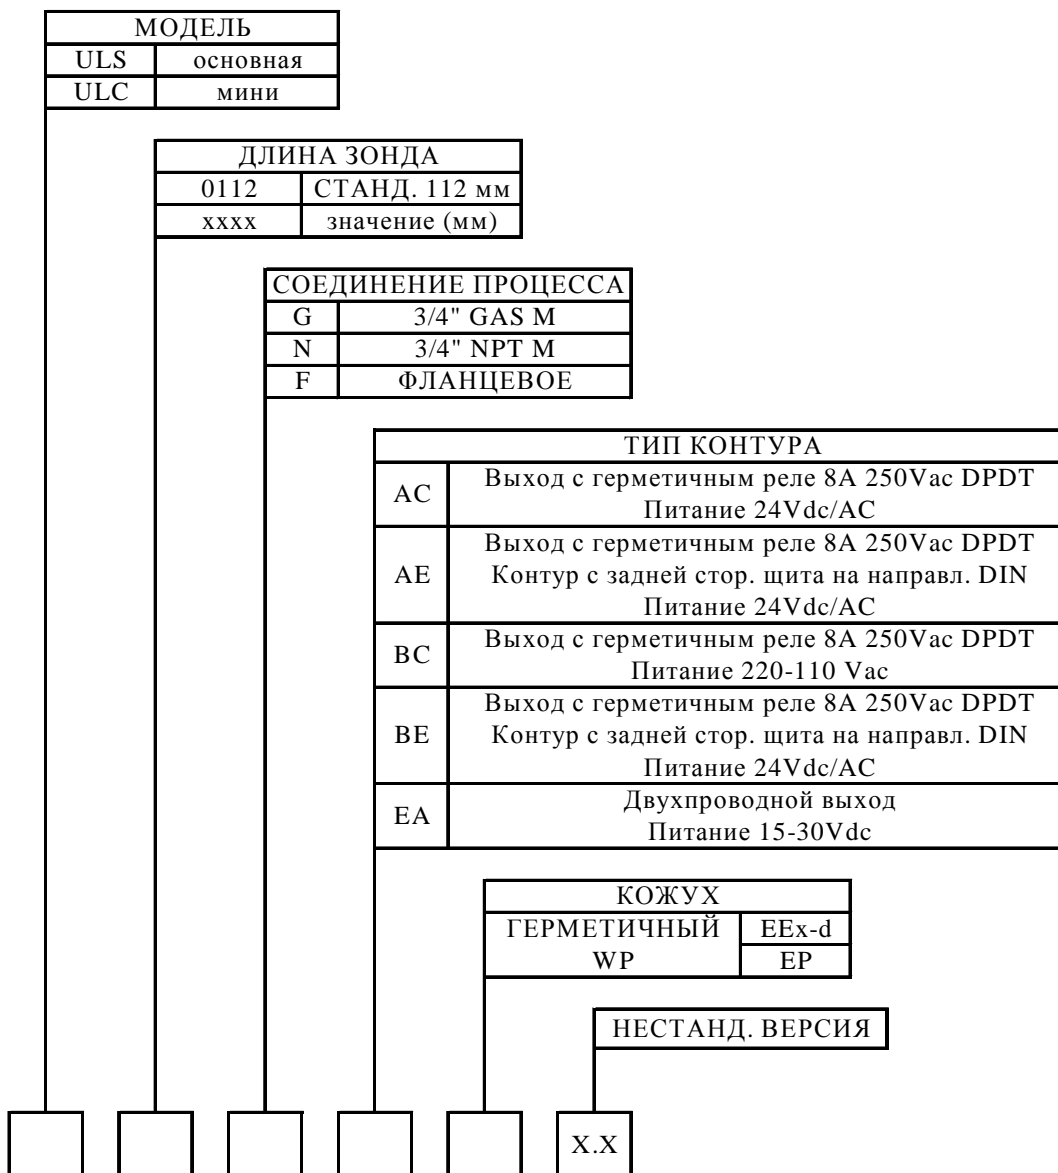 МОДЕЛЬ
ULS основная
ULC мини
ДЛИНА ЗОНДА
0112 СТАНД. 112 мм
xxxx значение (мм)
СОЕДИНЕНИЕ ПРОЦЕССА
G 3/4" GAS M
N 3/4" NPT M
F ФЛАНЦЕВОЕ
ТИП КОНТУРА
AC Выход с герметичным реле 8A 250Vac DPDT
Питание 24Vdc/AC
AE Выход с герметичным реле 8A 250Vac DPDT
Контур с задней стор. щита на направл. DIN
Питание 24Vdc/AC
BC Выход с герметичным реле 8A 250Vac DPDT
Питание 220-110 Vac
BE Выход с герметичным реле 8A 250Vac DPDT
Контур с задней стор. щита на направл. DIN
Питание 24Vdc/AC
EA Двухпроводной выход
Питание 15-30Vdc
КОЖУХ
ГЕРМЕТИЧНЫЙ EEx-d
WP EP
НЕСТАНД. ВЕРСИЯ
X.X